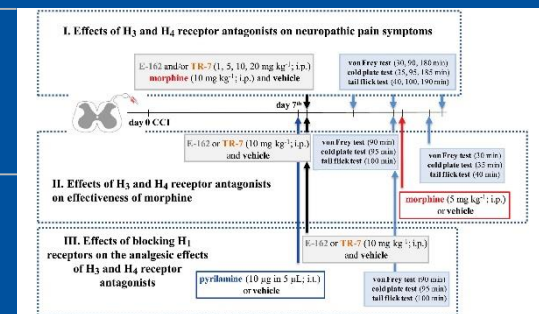 I. Effects of H₃ and H₄ receptor antagonists on neuropathic pain symptoms
E-162 and/or TR-7 (1, 5, 10, 20 mg kg⁻¹; i.p.)
morphine (10 mg kg⁻¹; i.p.) and vehicle
von Frey test (30, 90, 180 min)
cold plate test (35, 95, 185 min)
tail flick test (40, 100, 190 min)
day 7ᵗʰ
day 0 CCI
E-162 or TR-7 (10 mg kg⁻¹; i.p.)
and vehicle
von Frey test (90 min)
cold plate test (95 min)
tail flick test (100 min)
von Frey test (30 min)
cold plate test (35 min)
tail flick test (40 min)
II. Effects of H₃ and H₄ receptor antagonists
on effectiveness of morphine
morphine (5 mg kg⁻¹; i.p.)
or vehicle
III. Effects of blocking H₁
receptors on the analgesic effects
of H₃ and H₄ receptor
antagonists
E-162 or TR-7 (10 mg kg⁻¹; i.p.)
and vehicle
pyrilamine (10 µg in 5 µL; i.t.)
or vehicle
von Frey test (90 min)
cold plate test (95 min)
tail flick test (100 min)